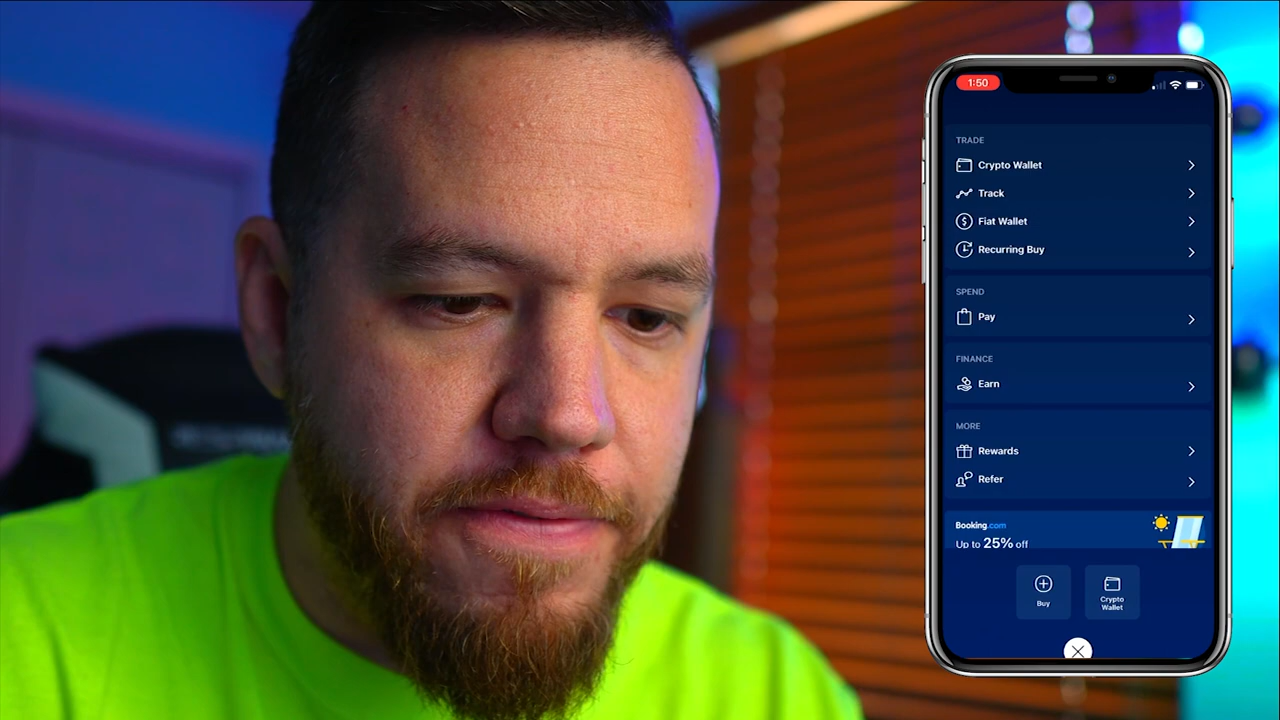 1:50
TRADE
Crypto Wallet
Track
Fiat Wallet
Recurring Buy
SPEND
Pay
FINANCE
Earn
MORE
Rewards
Refer
Booking.com
Up to 25% off
Buy
Crypto
Wallet